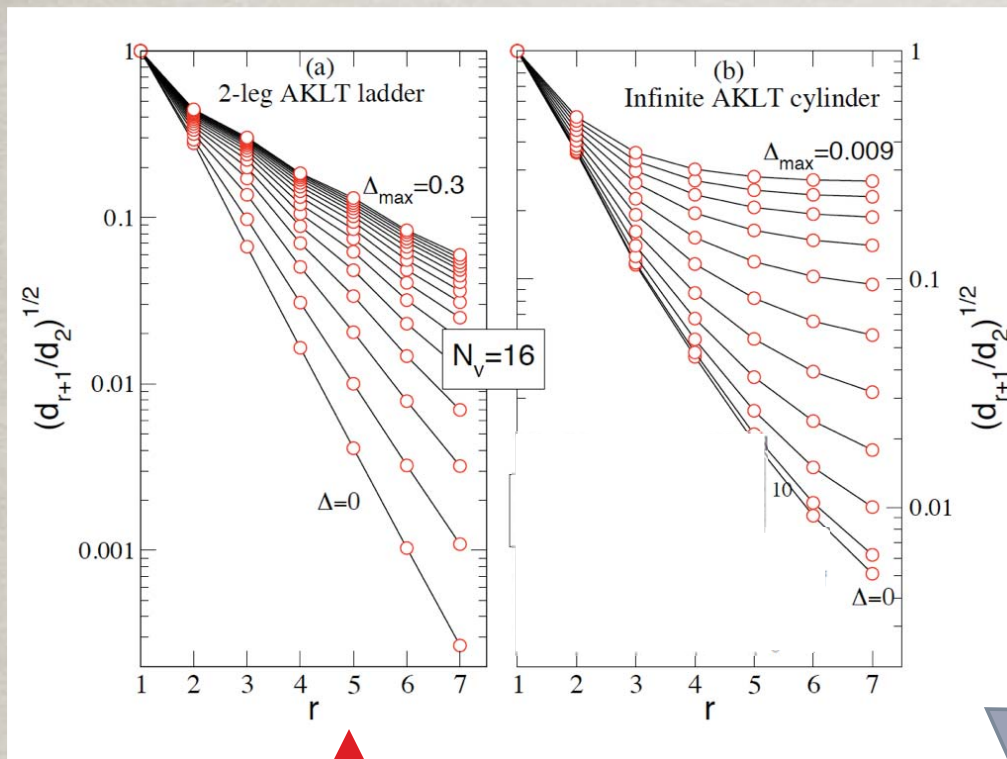 (a)
2-leg AKLT ladder
Δmax=0.3
Δ=0
1
0.1
0.01
0.001
(d_{r+1}/d_2)^{1/2}
1 2 3 4 5 6 7
r
N_v=16
(b)
Infinite AKLT cylinder
Δmax=0.009
10
Δ=0
1
0.1
0.01
(d_{r+1}/d_2)^{1/2}
1 2 3 4 5 6 7
r